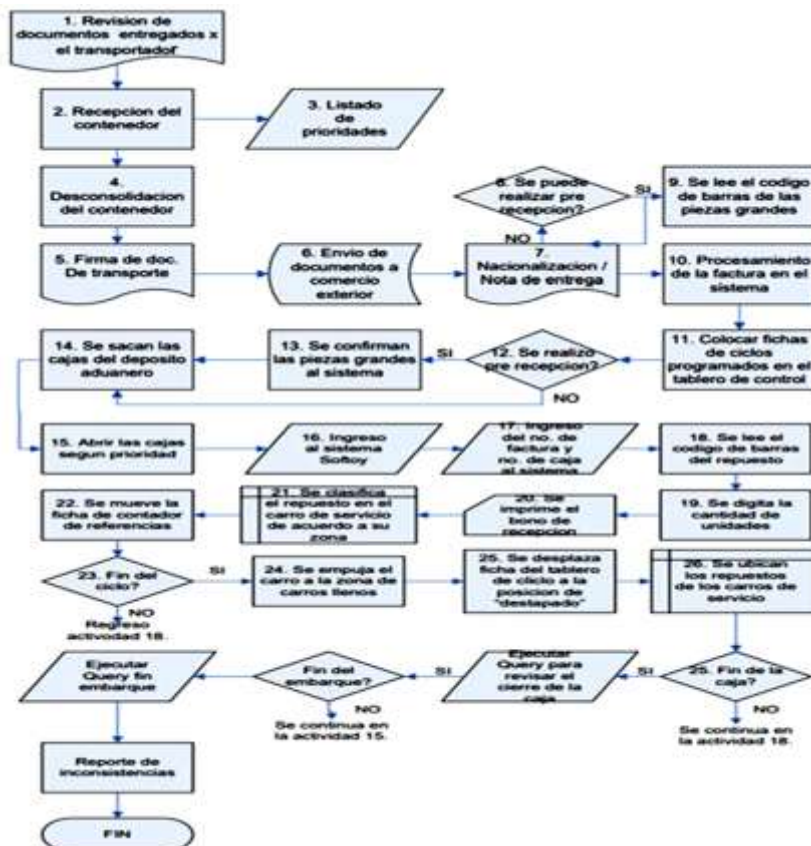 1. Revision de
documentos entregados x
el transportador
2. Recepcion del
contenedor
3. Listado
de
prioridades
4.
Desconsolidacion
del contenedor
8. Se puede
realizar pre
recepcion?
SI
NO
9. Se lee el codigo
de barras de las
piezas grandes
5. Firma de doc.
De transporte
6. Envio de
documentos a
comercio
exterior
7.
Nacionalizacion /
Nota de entrega
10. Procesamiento
de la factura en el
sistema
14. Se sacan las
cajas del deposito
aduanero
13. Se confirman
las piezas grandes
al sistema
SI
12. Se realizo
pre recepcion?
NO
11. Colocar fichas
de ciclos
programados en el
tablero de control
15. Abrir las cajas
segun prioridad
16. Ingreso
al sistema
Softoy
17. Ingreso
del no. de
factura y
no. de caja
al sistema
18. Se lee el
codigo de barras
del repuesto
22. Se mueve la
ficha de contador
de referencias
21. Se clasifica
el repuesto en el
carro de servicio
de acuerdo a su
zona
20. Se
imprime el
bono de
recepcion
19. Se digita la
cantidad de
unidades
23. Fin del
ciclo?
SI
NO
Regreso
actividad 18.
24. Se empuja el
carro a la zona de
carros llenos
25. Se desplaza
ficha del tablero
de ciclo a la
posicion de
"destapado"
26. Se ubican
los repuestos
de los carros de
servicio
Ejecutar
Query fin
embarque
Fin del
embarque?
NO
Se continua en
la actividad 15.
SI
Ejecutar
Query para
revisar el
cierre de la
caja
SI
25. Fin de la
caja?
NO
Se continua en
la actividad 18.
Reporte de
inconsistencias
FIN